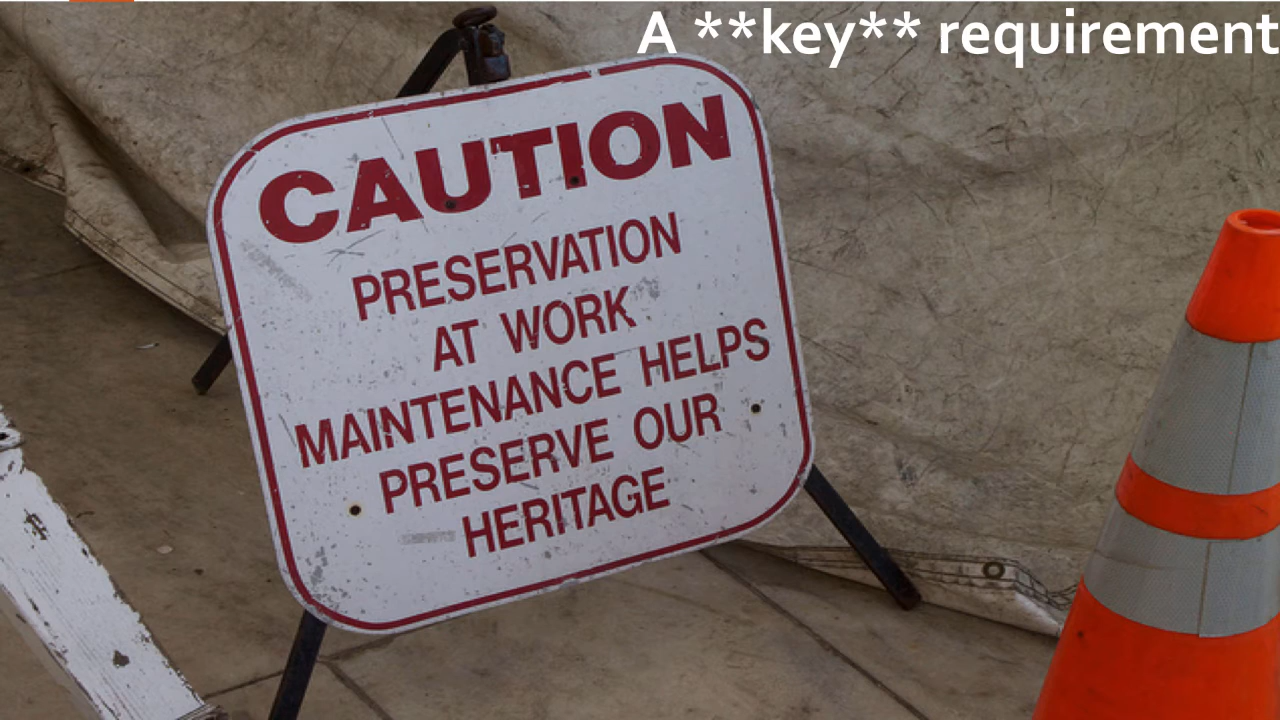 A **key** requirement
CAUTION
PRESERVATION
AT WORK
MAINTENANCE HELPS
PRESERVE OUR
HERITAGE